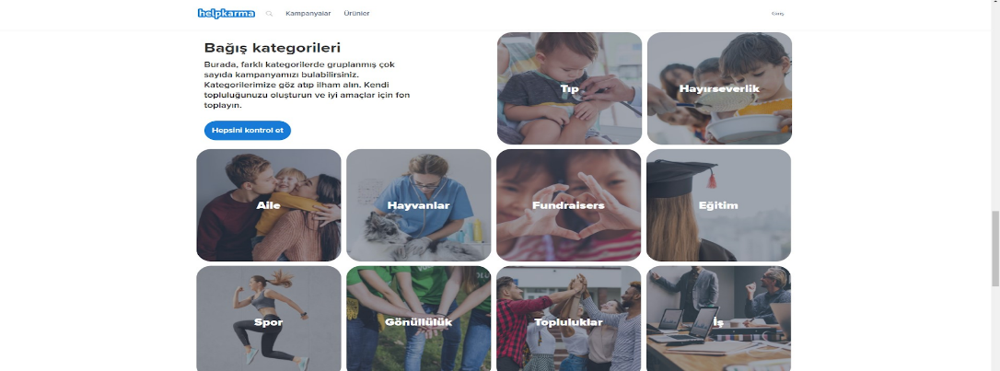 helpkarma
Kampanyalar
Ürünler
Giriş
Bağış kategorileri
Burada, farklı kategorilerde gruplanmış çok
sayıda kampanyamızı bulabilirsiniz.
Kategorilerimize göz atıp ilham alın. Kendi
topluluğunuzu oluşturun ve iyi amaçlar için fon
toplayın.
Hepsini kontrol et
Tıp
Hayırseverlik
Aile
Hayvanlar
Fundraisers
Eğitim
Spor
Gönüllülük
Topluluklar
İş